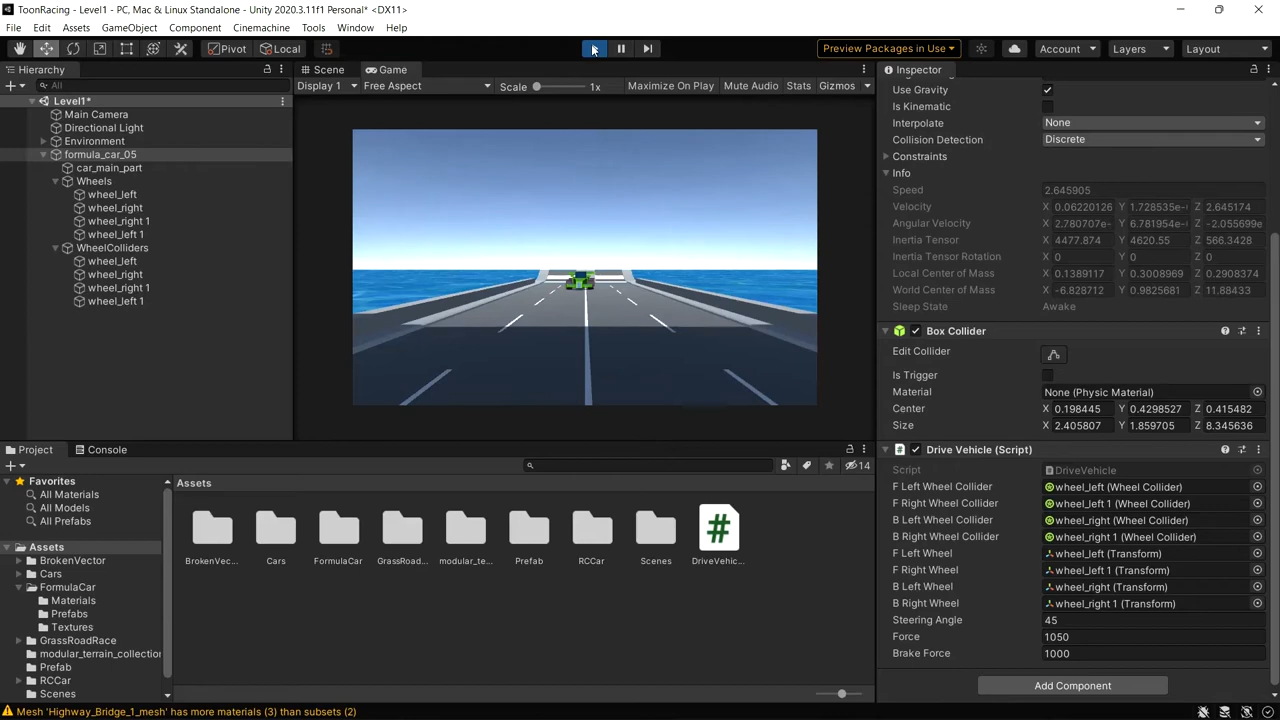 ToonRacing - Level1 - PC, Mac & Linux Standalone - Unity 2020.3.11f1 Personal* <DX11>
File Edit Assets GameObject Component Cinemachine Tools Window Help
Pivot Local Preview Packages in Use Account Layers Layout
Hierarchy Scene Game Inspector
All Display 1 Free Aspect Scale 1x Maximize On Play Mute Audio Stats Gizmos Use Gravity
Level1*
Is Kinematic
Main Camera
Interpolate None
Directional Light
Collision Detection Discrete
Environment
Constraints
formula_car_05
car_main_part
Info
Wheels
Speed 2.645905
wheel_left
Velocity X 0.06220126 Y 1.728535e- Z 2.645174
wheel_right
Angular Velocity X 2.780707e- Y 6.781954e- Z -2.055699e
wheel_right 1
Inertia Tensor X 4477.874 Y 4620.55 Z 566.3428
wheel_left 1
Inertia Tensor Rotation X 0 Y 0 Z 0
WheelColliders
Local Center of Mass X 0.1389117 Y 0.3008969 Z 0.2908374
wheel_left
World Center of Mass X -6.828712 Y 0.9825681 Z 11.88433
wheel_right
Sleep State Awake
wheel_right 1
wheel_left 1
Box Collider
Edit Collider
Is Trigger
Material None (Physic Material)
Center X 0.198445 Y 0.4298527 Z 0.415482
Size X 2.405807 Y 1.859705 Z 8.345636
Project Console
Drive Vehicle (Script)
14
Script DriveVehicle
Favorites Assets
F Left Wheel Collider wheel_left (Wheel Collider)
All Materials
F Right Wheel Collider wheel_left 1 (Wheel Collider)
All Models
B Left Wheel Collider wheel_right (Wheel Collider)
All Prefabs
B Right Wheel Collider wheel_right 1 (Wheel Collider)
Assets
F Left Wheel wheel_left (Transform)
BrokenVector
BrokenVec... Cars FormulaCar GrassRoad... modular_te... Prefab RCCar Scenes DriveVehic...
F Right Wheel wheel_left 1 (Transform)
Cars
B Left Wheel wheel_right (Transform)
FormulaCar
B Right Wheel wheel_right 1 (Transform)
Materials
Steering Angle 45
Prefabs
Force 1050
Textures
Brake Force 1000
GrassRoadRace
modular_terrain_collection
Prefab
RCCar
Add Component
Scenes
Mesh 'Highway_Bridge_1_mesh' has more materials (3) than subsets (2)